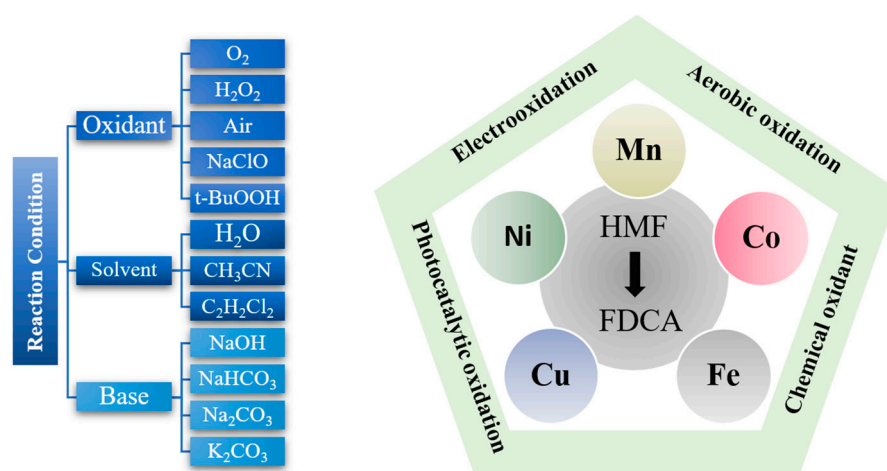 Reaction Condition
Oxidant
O₂
H₂O₂
Air
NaClO
t-BuOOH
Solvent
H₂O
CH₃CN
C₂H₂Cl₂
Base
NaOH
NaHCO₃
Na₂CO₃
K₂CO₃
Electrooxidation
Aerobic oxidation
Photocatalytic oxidation
Chemical oxidant
Mn
Ni
Co
HMF
FDCA
Cu
Fe